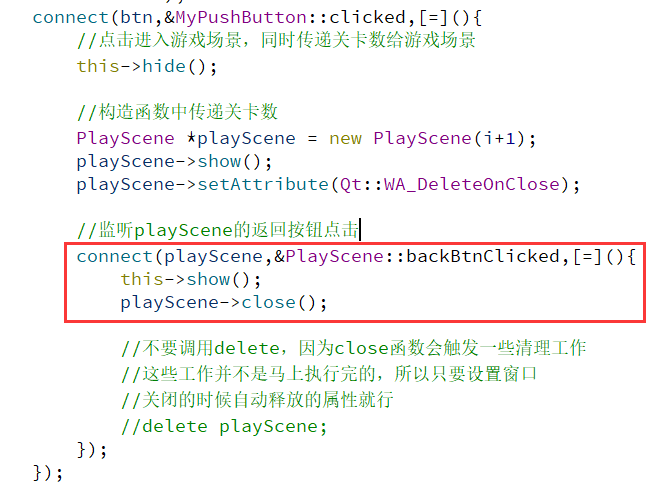 connect(btn,&MyPushButton::clicked,[=](){
//点击进入游戏场景，同时传递关卡数给游戏场景
this->hide();
//构造函数中传递关卡数
PlayScene *playScene = new PlayScene(i+1);
playScene->show();
playScene->setAttribute(Qt::WA_DeleteOnClose);
//监听playScene的返回按钮点击
connect(playScene,&PlayScene::backBtnClicked,[=](){
this->show();
playScene->close();
//不要调用delete，因为close函数会触发一些清理工作
//这些工作并不是马上执行完的，所以只要设置窗口
//关闭的时候自动释放的属性就行
//delete playScene;
});
});